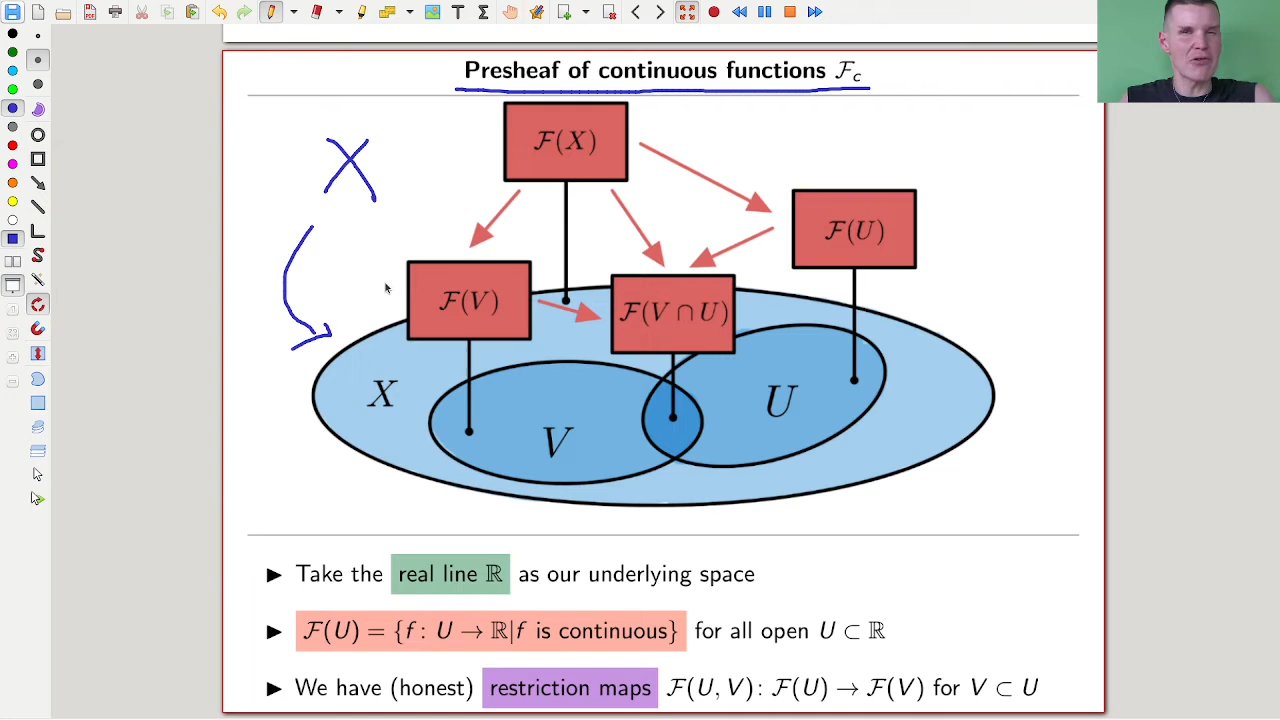 Presheaf of continuous functions ℱ_c
X
ℱ(X)
ℱ(U)
ℱ(V)
ℱ(V ∩ U)
X
V
U
▶ Take the real line ℝ as our underlying space
▶ ℱ(U) = {f : U → ℝ|f is continuous} for all open U ⊂ ℝ
▶ We have (honest) restriction maps ℱ(U, V): ℱ(U) → ℱ(V) for V ⊂ U